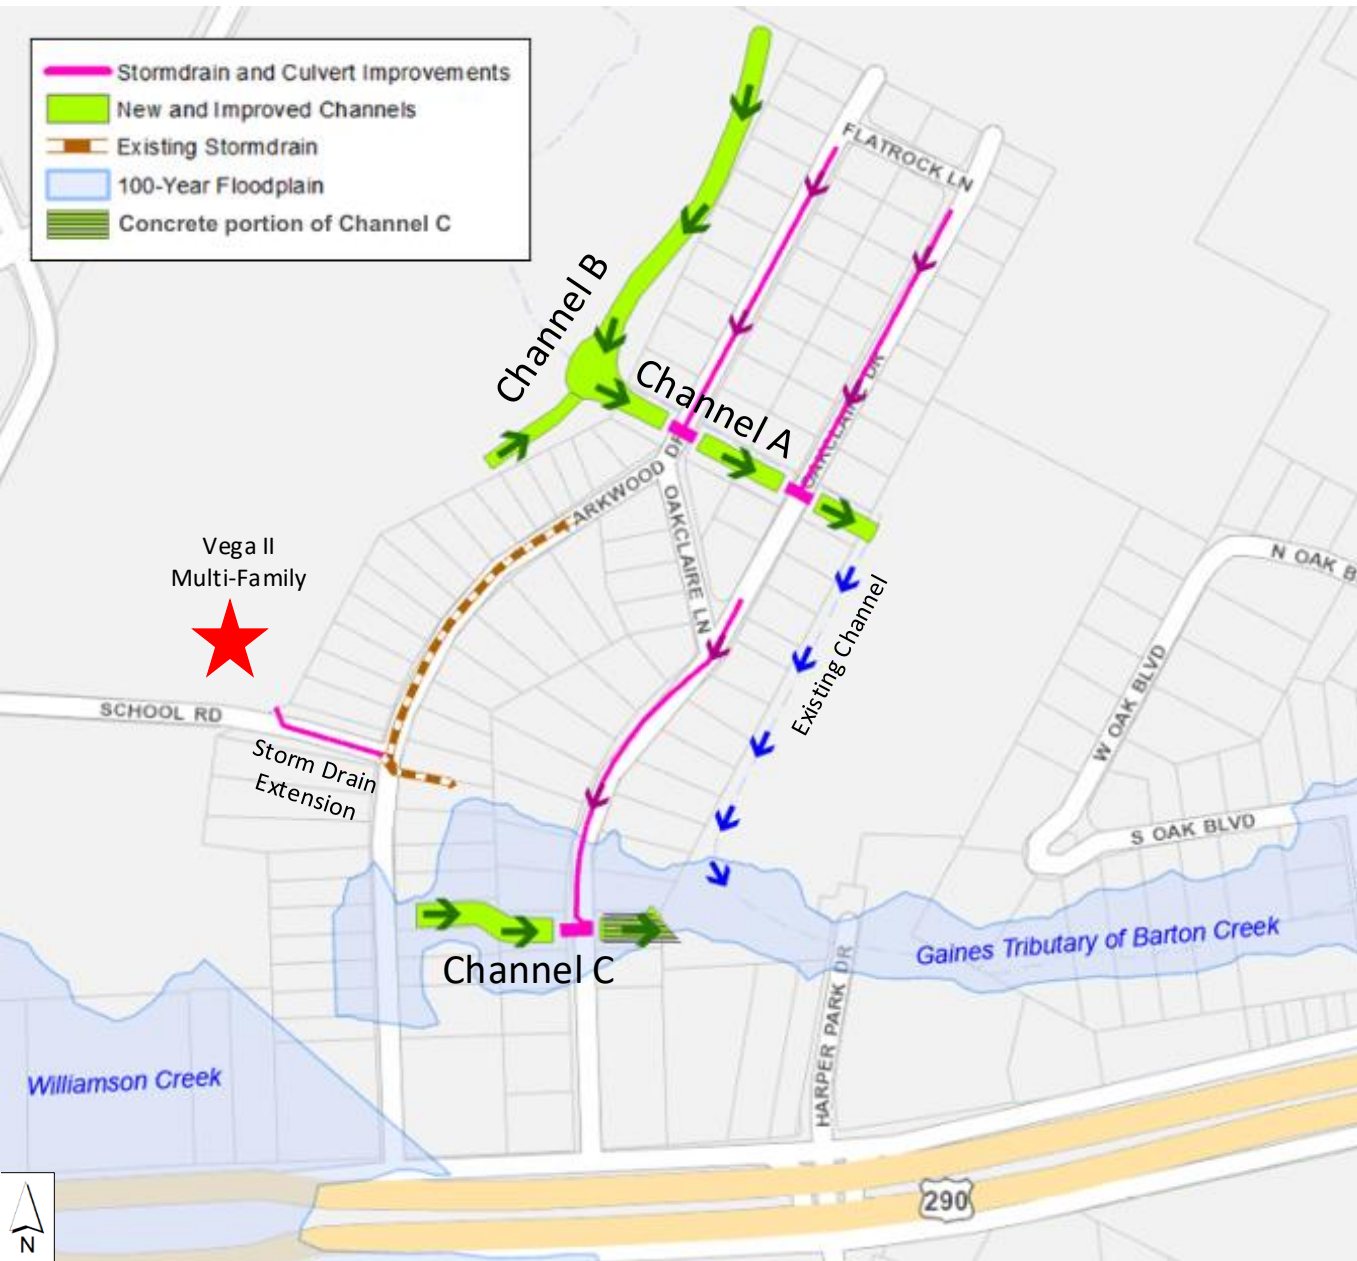 Stormdrain and Culvert Improvements
New and Improved Channels
Existing Stormdrain
100-Year Floodplain
Concrete portion of Channel C
FLATROCK LN
Channel B
Channel A
OAKCLAIRE DR
ARKWOOD DR
OAKCLAIRE LN
Vega II
Multi-Family
N OAK B
Existing Channel
W OAK BLVD
SCHOOL RD
Storm Drain
Extension
S OAK BLVD
Gaines Tributary of Barton Creek
Channel C
HARPER PARK DR
Williamson Creek
290
N